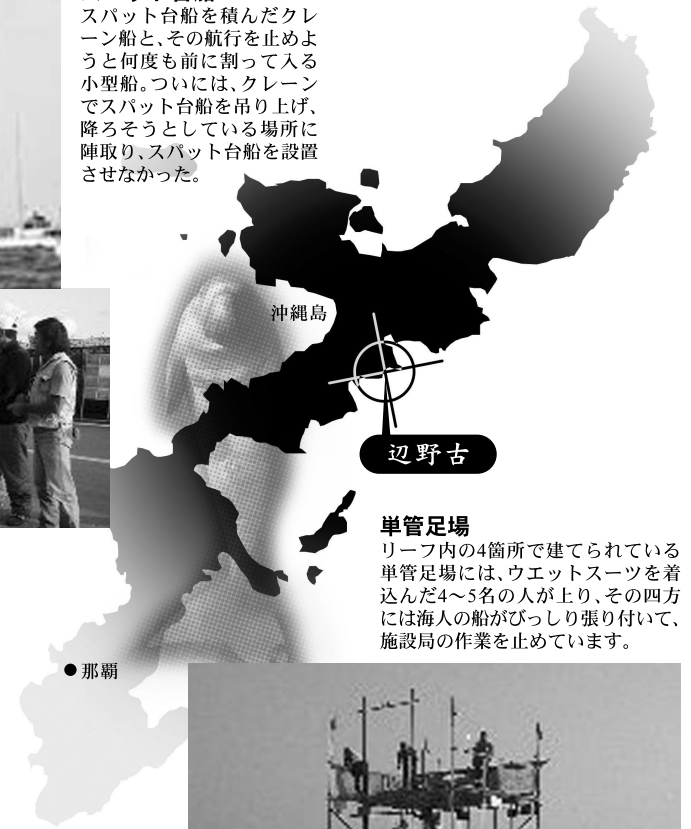 スパット台船を積んだクレ
ーン船と、その航行を止めよ
うと何度も前に割って入る
小型船。ついには、クレーン
でスパット台船を吊り上げ、
降ろそうとしている場所に
陣取り、スパット台船を設置
させなかった。
沖縄島
辺野古
単管足場
リーフ内の4箇所で建てられている
単管足場には、ウエットスーツを着
込んだ4〜5名の人が上り、その四方
には海人の船がびっしり張り付いて、
施設局の作業を止めています。
那覇